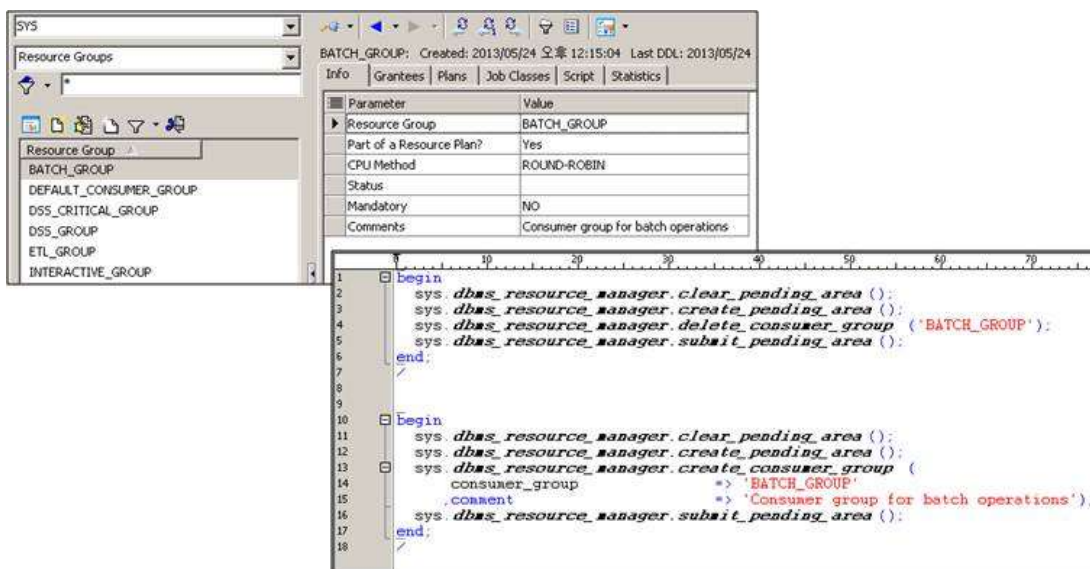 SYS
Resource Groups
*
Resource Group
BATCH_GROUP
DEFAULT_CONSUMER_GROUP
DSS_CRITICAL_GROUP
DSS_GROUP
ETL_GROUP
INTERACTIVE_GROUP
BATCH_GROUP: Created: 2013/05/24 오후 12:15:04 Last DDL: 2013/05/24
Info Grantees Plans Job Classes Script Statistics
Parameter Value
Resource Group BATCH_GROUP
Part of a Resource Plan? Yes
CPU Method ROUND-ROBIN
Status
Mandatory NO
Comments Consumer group for batch operations
0 10 20 30 40 50 60 70
1 begin
2 sys.dbms_resource_manager.clear_pending_area();
3 sys.dbms_resource_manager.create_pending_area();
4 sys.dbms_resource_manager.delete_consumer_group ('BATCH_GROUP');
5 sys.dbms_resource_manager.submit_pending_area();
6 end;
7 /
8
9
10 begin
11 sys.dbms_resource_manager.clear_pending_area();
12 sys.dbms_resource_manager.create_pending_area();
13 sys.dbms_resource_manager.create_consumer_group (
14 consumer_group => 'BATCH_GROUP'
15 ,comment => 'Consumer group for batch operations');
16 sys.dbms_resource_manager.submit_pending_area();
17 end;
18 /